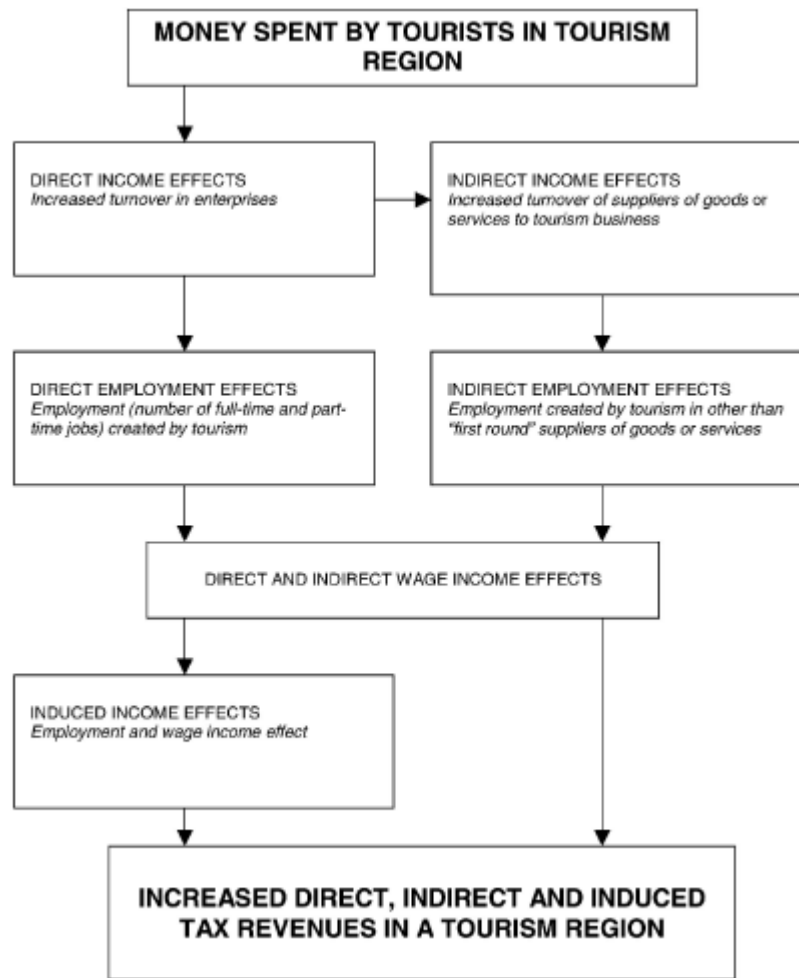 MONEY SPENT BY TOURISTS IN TOURISM
REGION
DIRECT INCOME EFFECTS
Increased turnover in enterprises
INDIRECT INCOME EFFECTS
Increased turnover of suppliers of goods or
services to tourism business
DIRECT EMPLOYMENT EFFECTS
Employment (number of full-time and part-
time jobs) created by tourism
INDIRECT EMPLOYMENT EFFECTS
Employment created by tourism in other than
“first round” suppliers of goods or services
DIRECT AND INDIRECT WAGE INCOME EFFECTS
INDUCED INCOME EFFECTS
Employment and wage income effect
INCREASED DIRECT, INDIRECT AND INDUCED
TAX REVENUES IN A TOURISM REGION